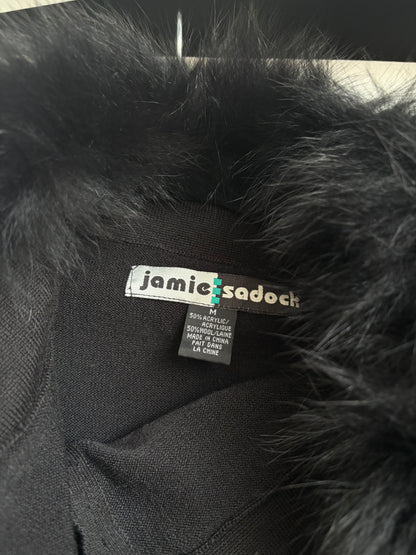 jamie sadock
M
50% ACRYLIC/
ACRYLIQUE
50% WOOL/LAINE
MADE IN CHINA
FAIT DANS
LA CHINE